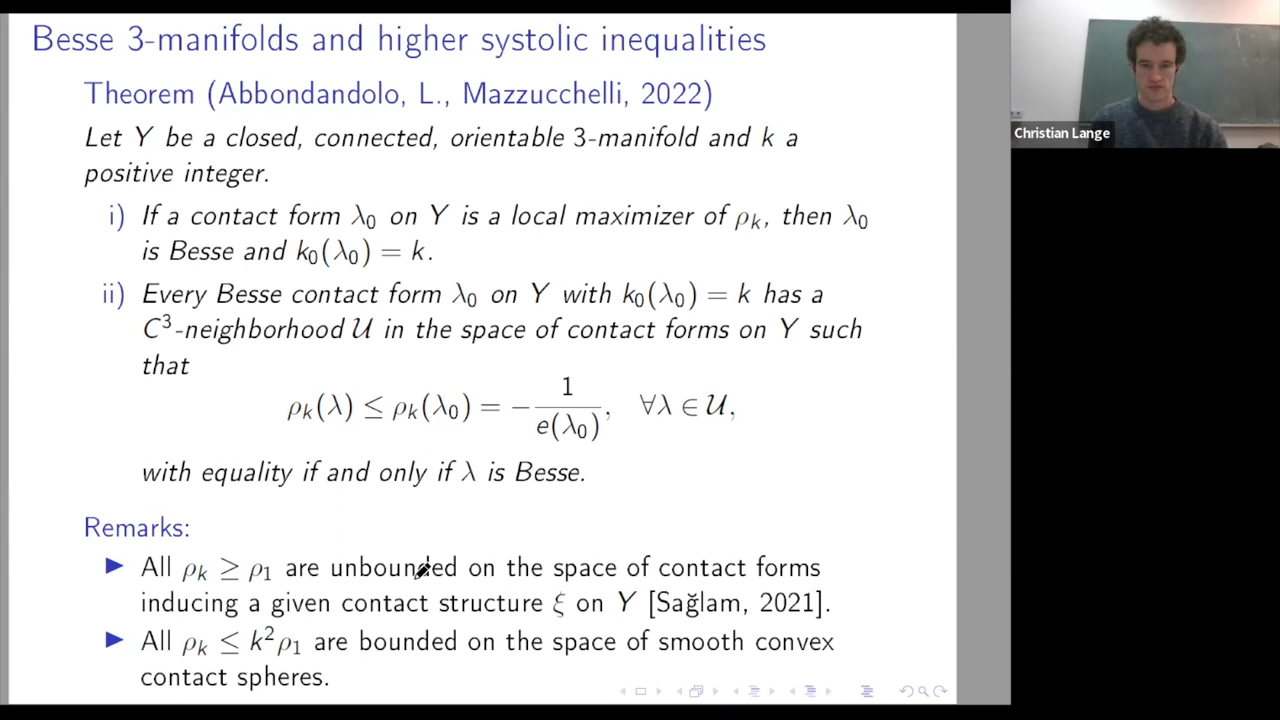 Besse 3-manifolds and higher systolic inequalities
Theorem (Abbondandolo, L., Mazzucchelli, 2022)
Let Y be a closed, connected, orientable 3-manifold and k a
positive integer.
i) If a contact form λ₀ on Y is a local maximizer of ρₖ, then λ₀
is Besse and k₀(λ₀) = k.
ii) Every Besse contact form λ₀ on Y with k₀(λ₀) = k has a
C³-neighborhood 𝒰 in the space of contact forms on Y such
that
ρₖ(λ) ≤ ρₖ(λ₀) = −1/e(λ₀), ∀λ ∈ 𝒰,
with equality if and only if λ is Besse.
Remarks:
▶ All ρₖ ≥ ρ₁ are unbounded on the space of contact forms
inducing a given contact structure ξ on Y [Sağlam, 2021].
▶ All ρₖ ≤ k²ρ₁ are bounded on the space of smooth convex
contact spheres.
Christian Lange